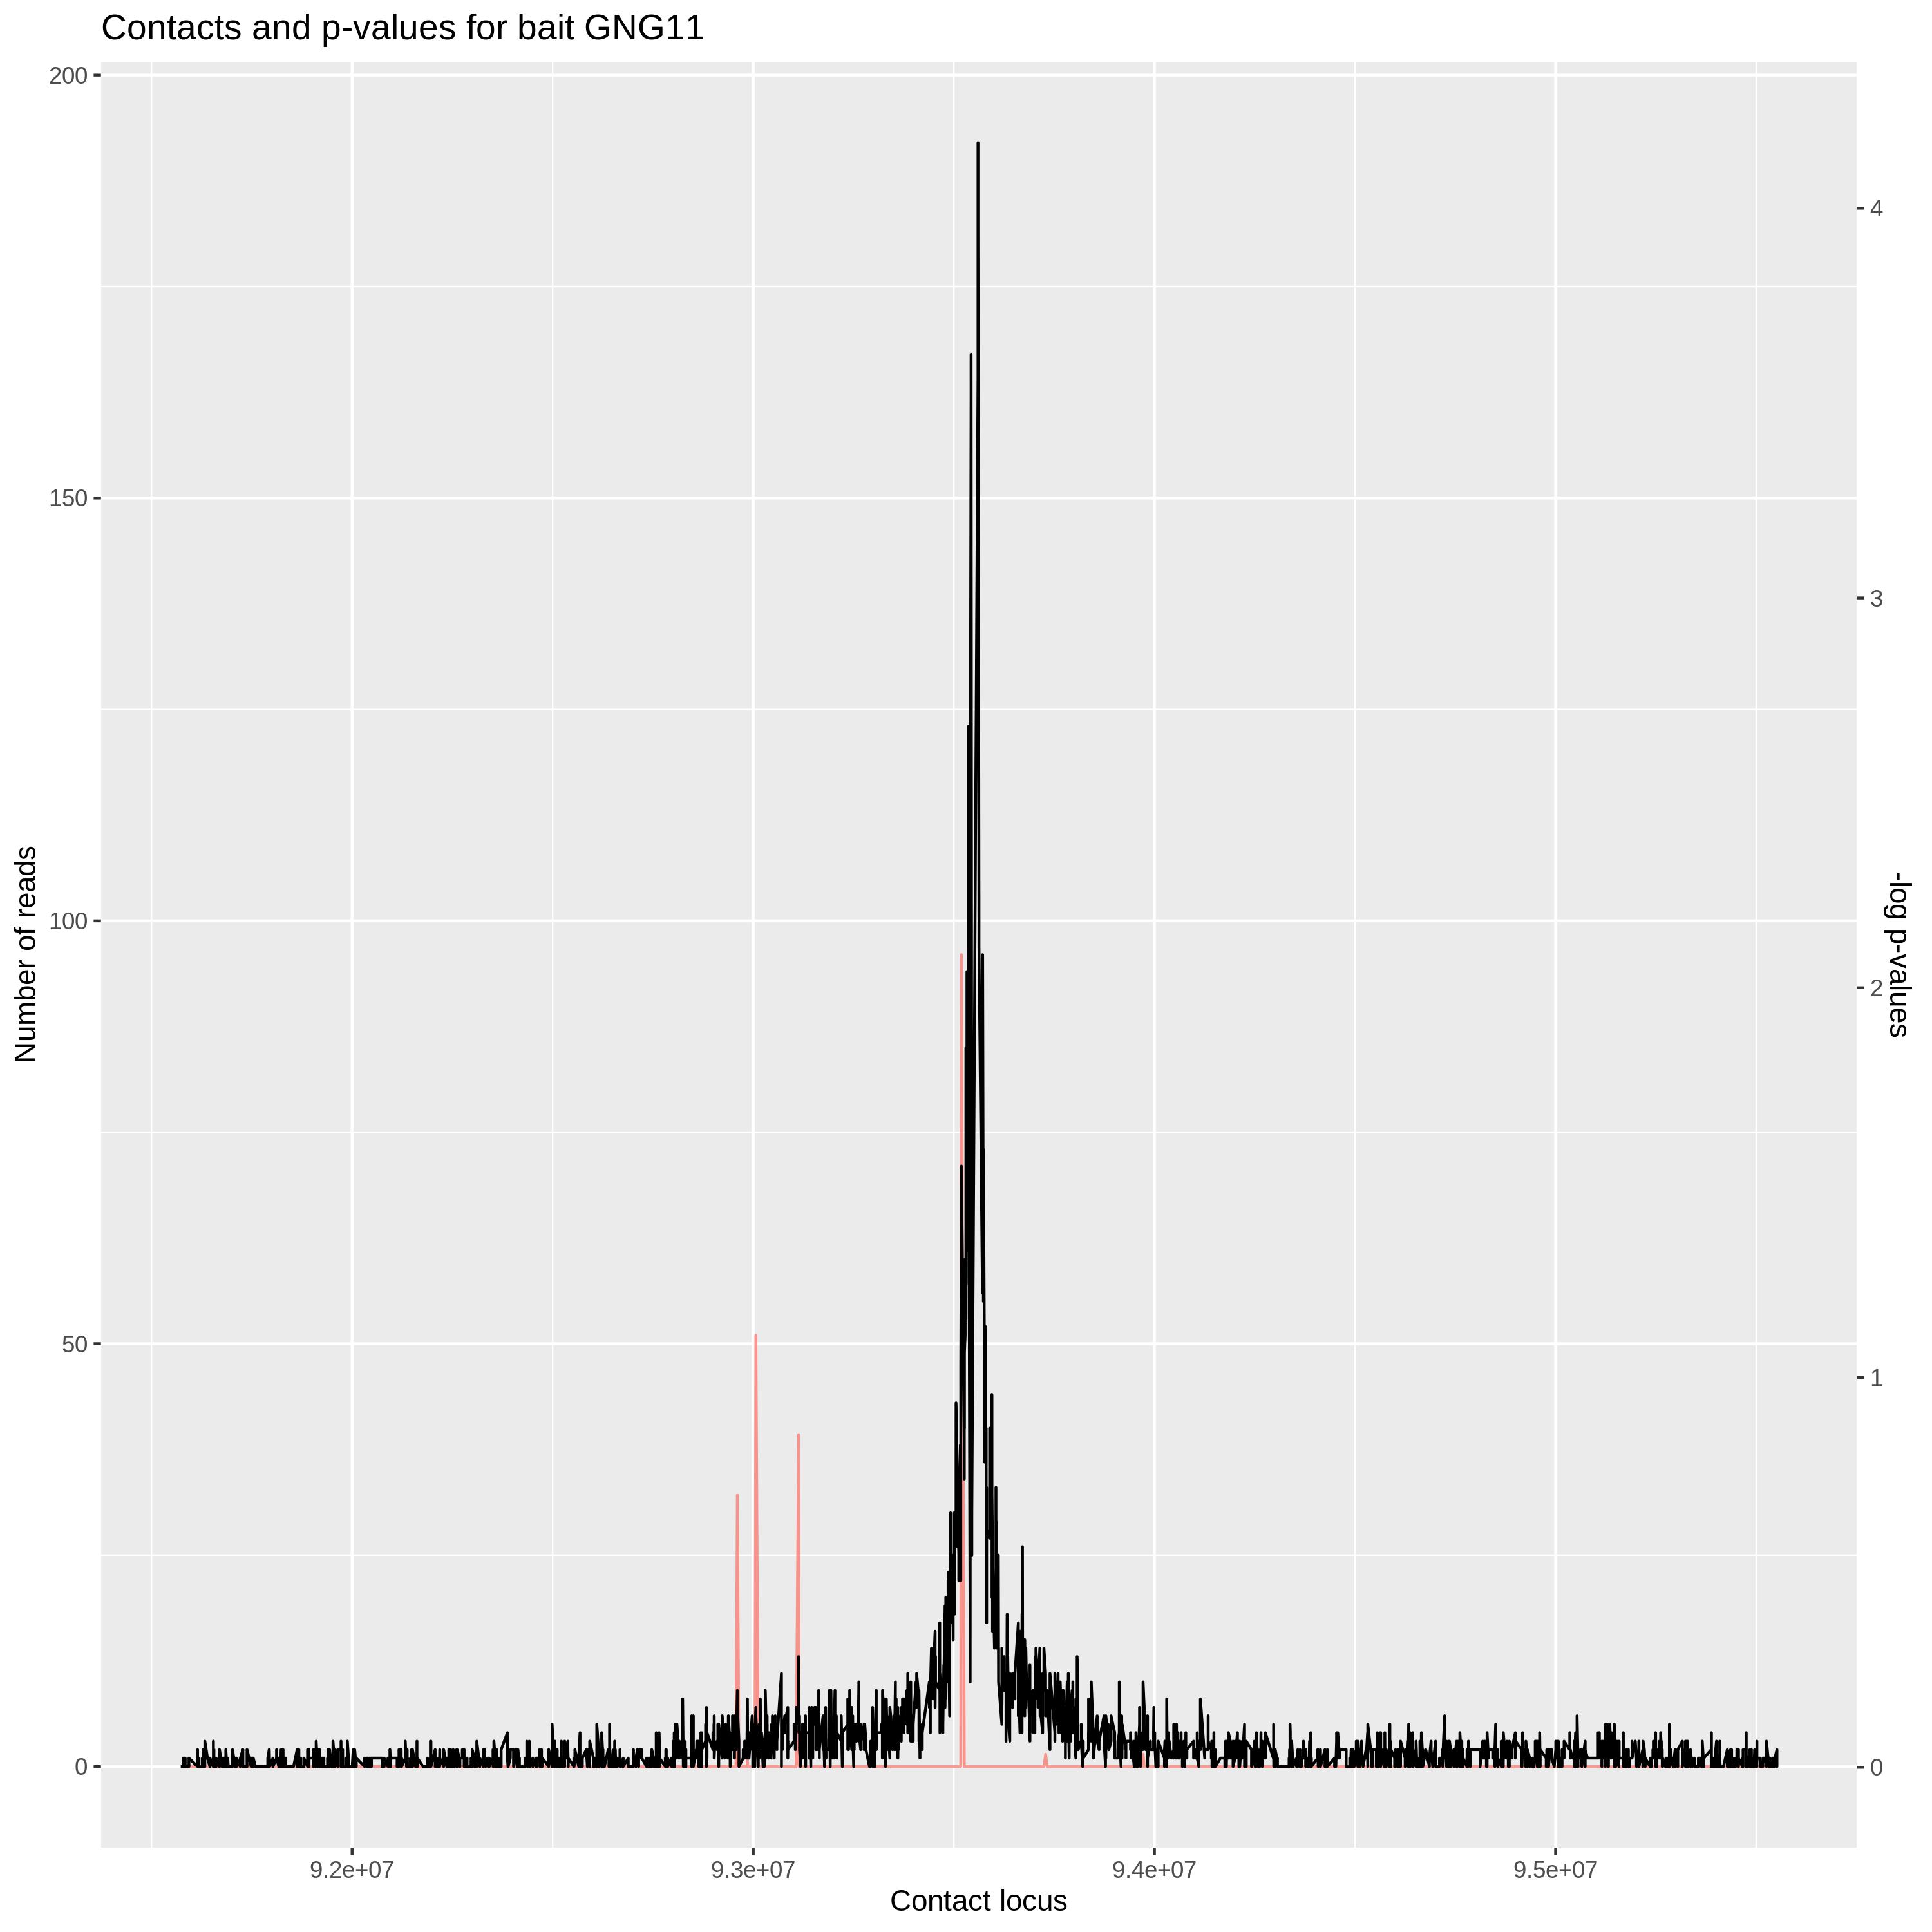 Contacts and p-values for bait GNG11
200
150
100
50
0
Number of reads
4
3
2
1
0
-log p-values
9.2e+07
9.3e+07
9.4e+07
9.5e+07
Contact locus